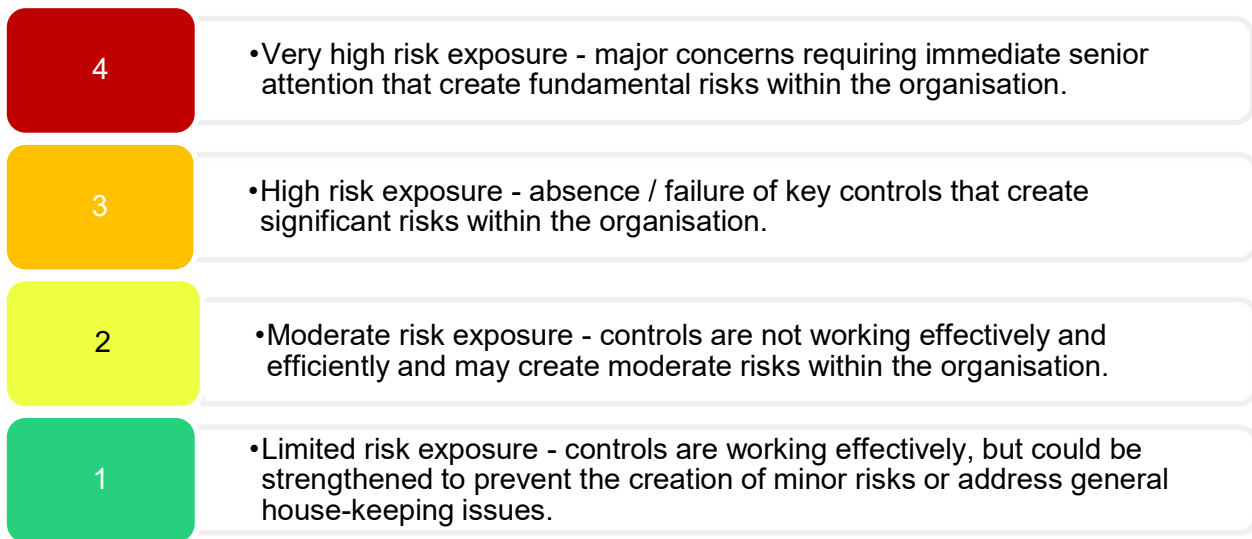 4
•Very high risk exposure - major concerns requiring immediate senior
attention that create fundamental risks within the organisation.
3
•High risk exposure - absence / failure of key controls that create
significant risks within the organisation.
2
•Moderate risk exposure - controls are not working effectively and
efficiently and may create moderate risks within the organisation.
1
•Limited risk exposure - controls are working effectively, but could be
strengthened to prevent the creation of minor risks or address general
house-keeping issues.